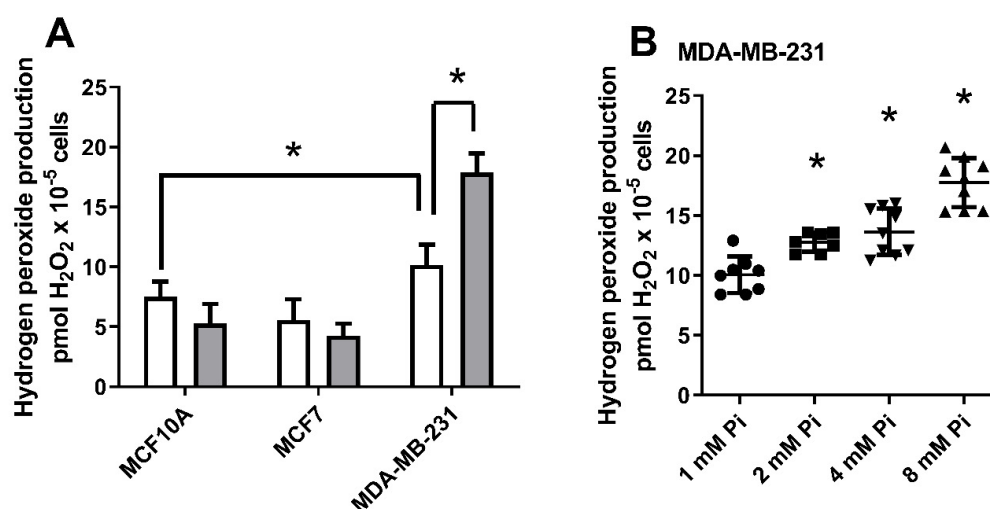 A
Hydrogen peroxide production
pmol H₂O₂ x 10⁻⁵ cells
25
20
15
10
5
0
*
*
MCF10A
MCF7
MDA-MB-231
B
MDA-MB-231
Hydrogen peroxide production
pmol H₂O₂ x 10⁻⁵ cells
25
20
15
10
5
0
*
*
*
1 mM Pi
2 mM Pi
4 mM Pi
8 mM Pi